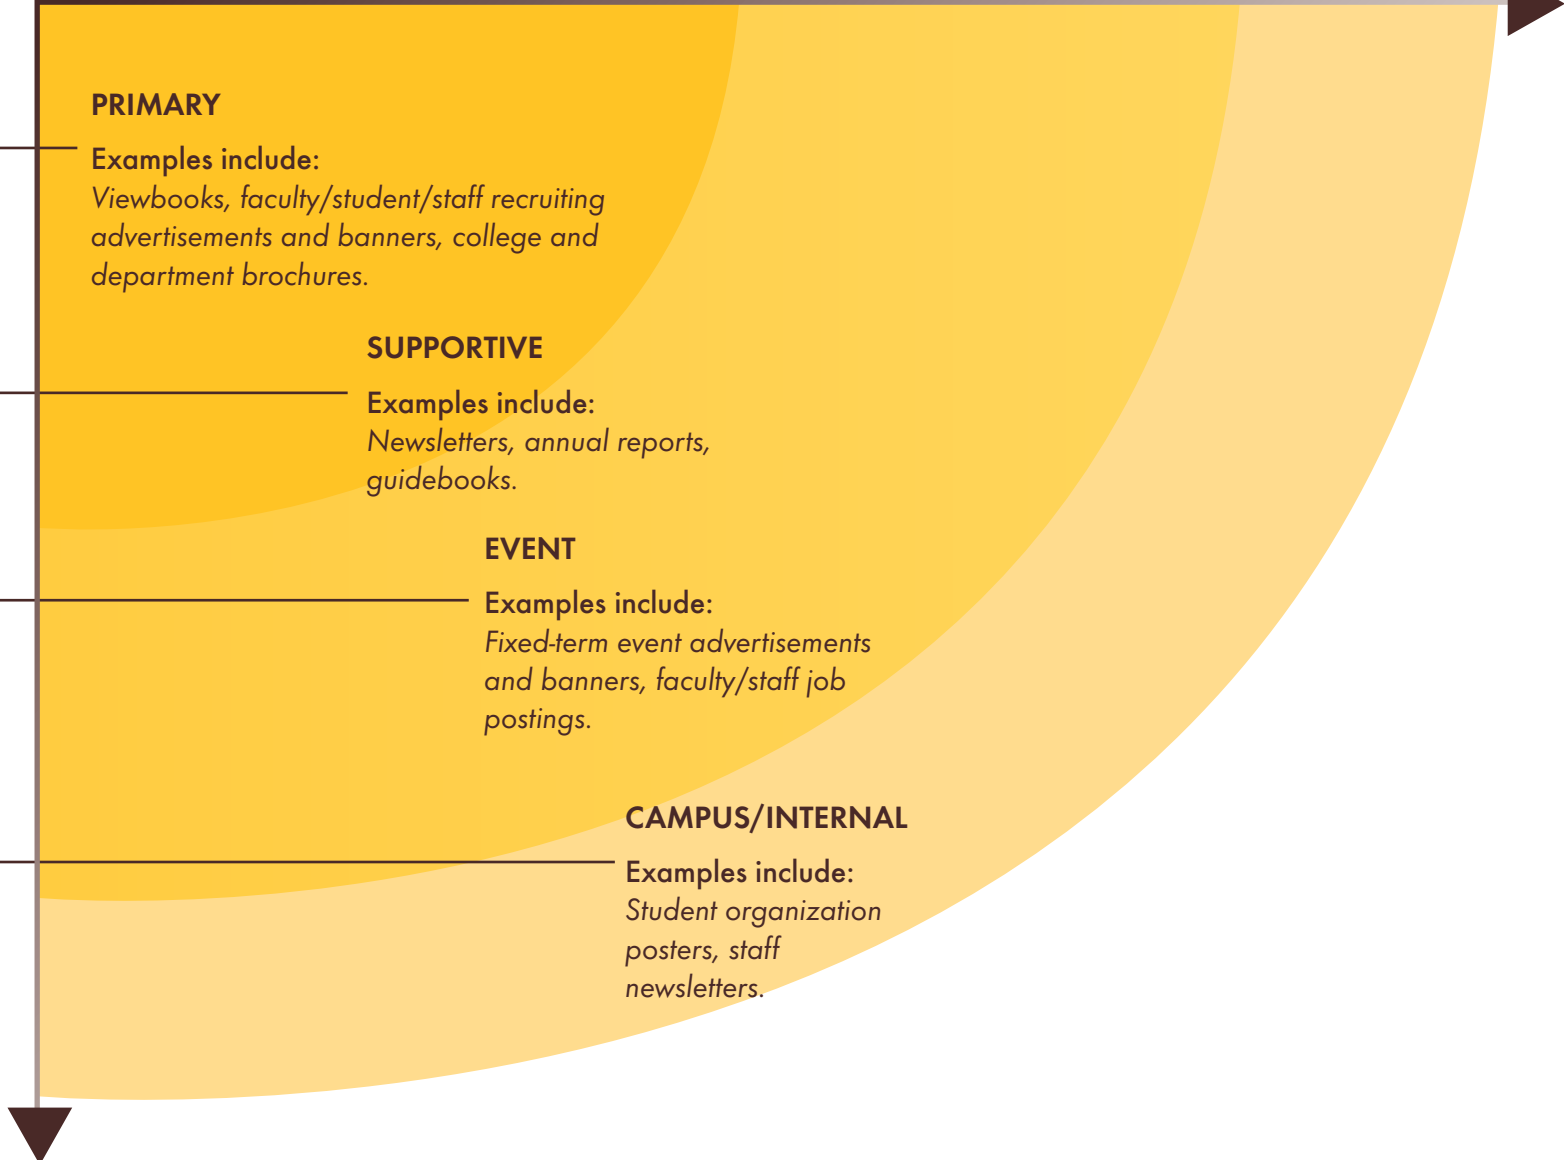 PRIMARY
Examples include:
Viewbooks, faculty/student/staff recruiting
advertisements and banners, college and
department brochures.
SUPPORTIVE
Examples include:
Newsletters, annual reports,
guidebooks.
EVENT
Examples include:
Fixed-term event advertisements
and banners, faculty/staff job
postings.
CAMPUS/INTERNAL
Examples include:
Student organization
posters, staff
newsletters.